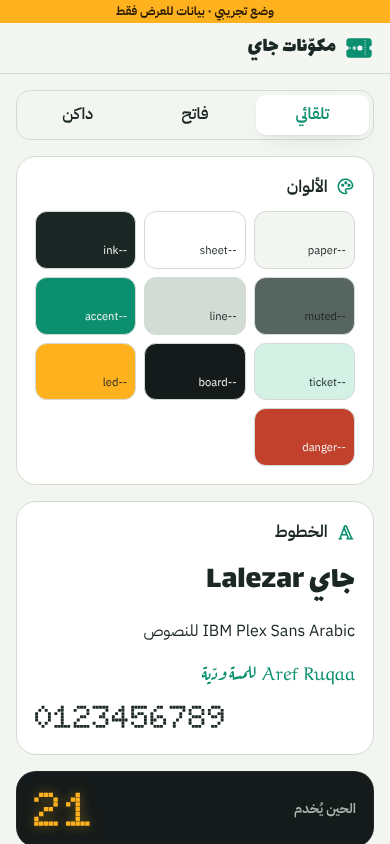 وضع تجريبي · بيانات للعرض فقط
مكوّنات جاي
تلقائي
فاتح
داكن
الألوان
paper--
sheet--
ink--
muted--
line--
accent--
ticket--
board--
led--
danger--
الخطوط
جاي Lalezar
IBM Plex Sans Arabic للنصوص
Aref Ruqaa للمسة ودّية
0123456789
الحين يُخدم
21